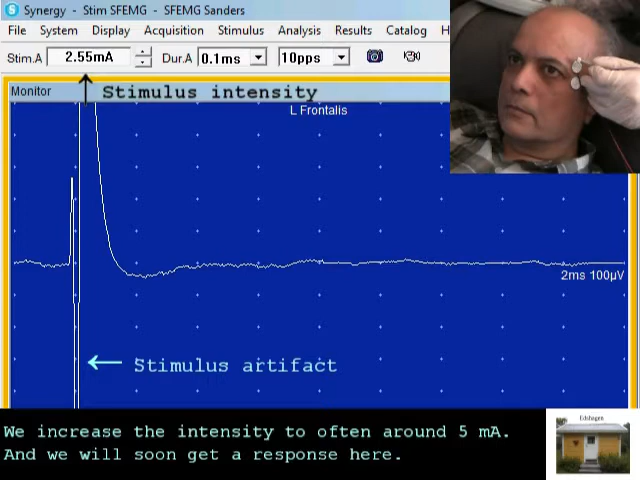 Synergy - Stim SFEMG - SFEMG Sanders
File System Display Acquisition Stimulus Analysis Results Catalog H
Stim.A 2.55mA Dur.A 0.1ms 10pps
Monitor
Stimulus intensity
L Frontalis
2ms 100µV
Stimulus artifact
We increase the intensity to often around 5 mA.
And we will soon get a response here.
Edshagen